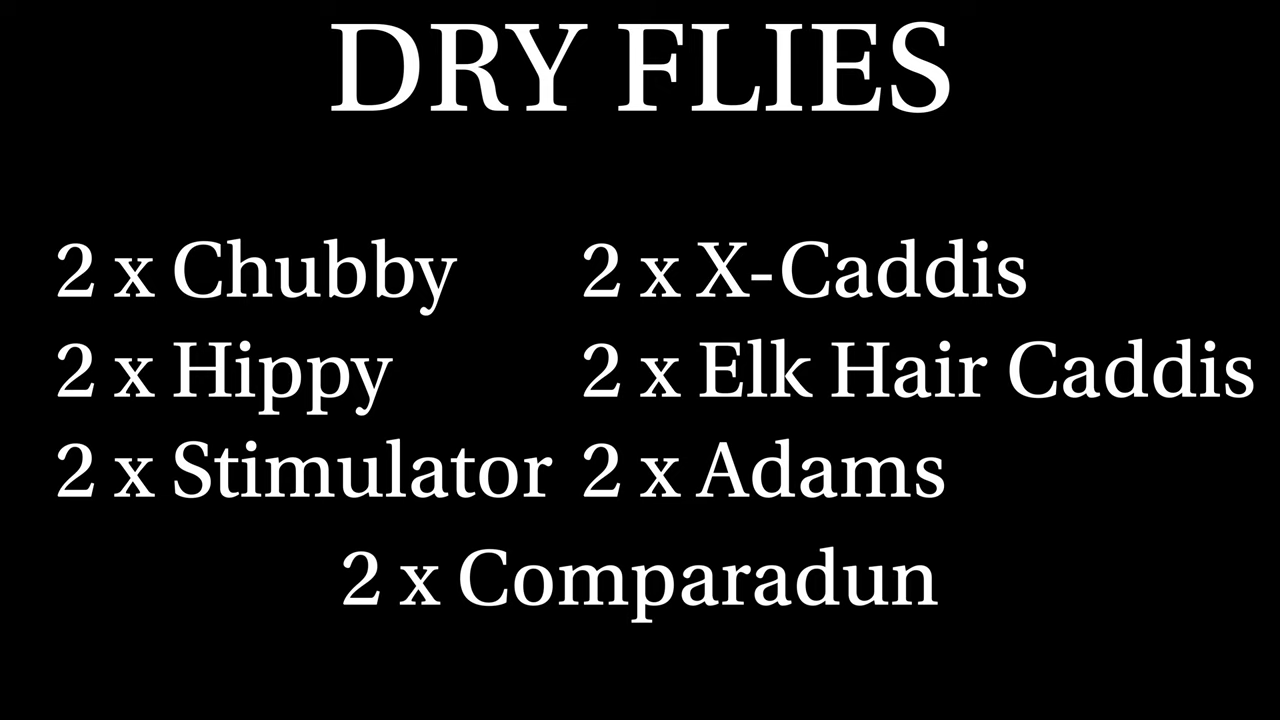 DRY FLIES
2 x Chubby
2 x Hippy
2 x Stimulator
2 x X-Caddis
2 x Elk Hair Caddis
2 x Adams
2 x Comparadun